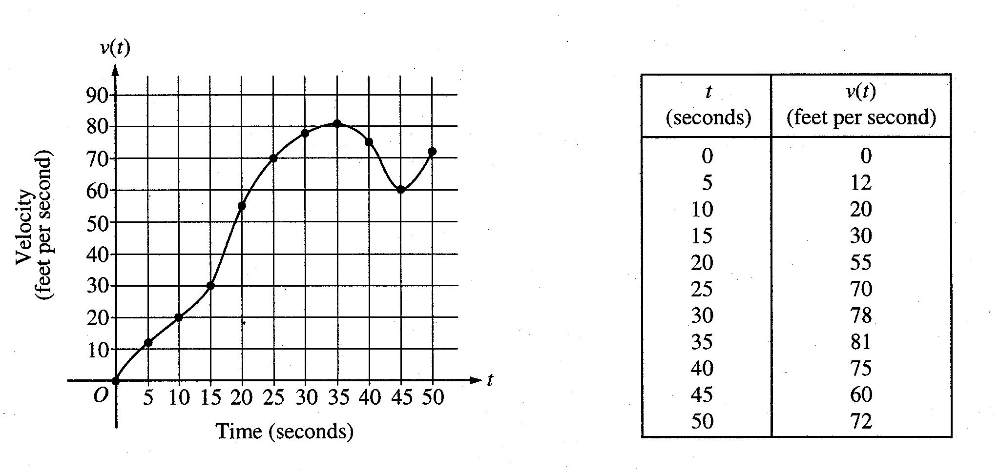 v(t)
90
80
70
60
50
40
30
20
10
O
5 10 15 20 25 30 35 40 45 50
t
Time (seconds)
Velocity
(feet per second)
t v(t)
(seconds) (feet per second)
0 0
5 12
10 20
15 30
20 55
25 70
30 78
35 81
40 75
45 60
50 72